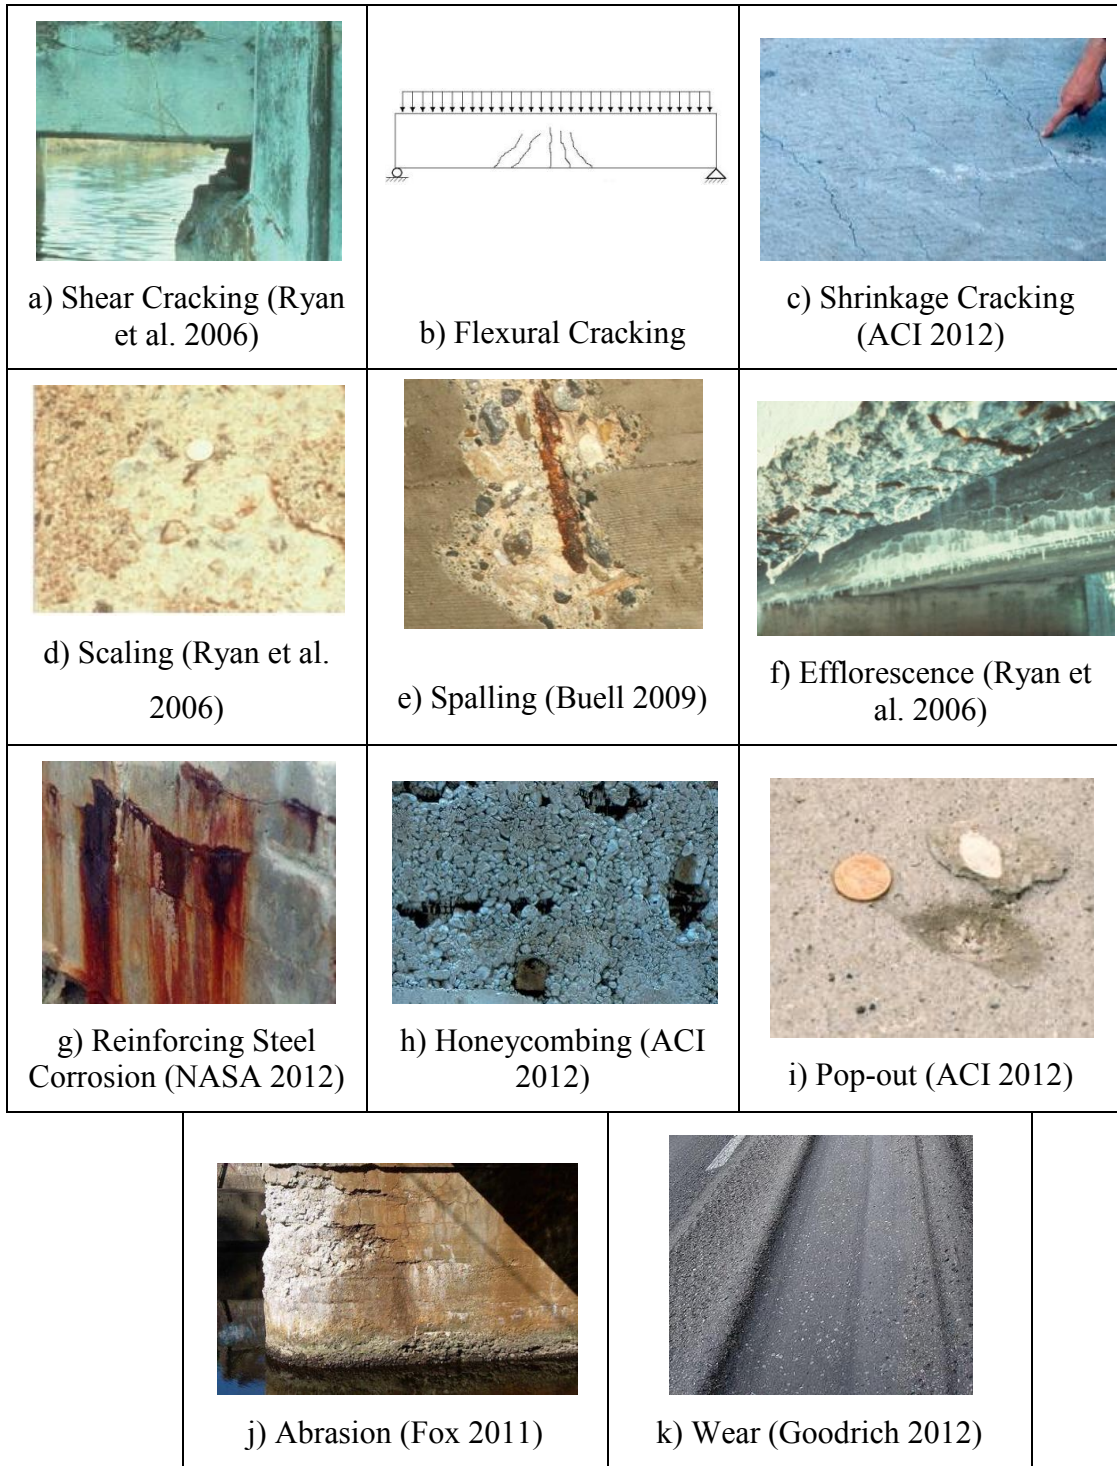 a) Shear Cracking (Ryan
et al. 2006)
b) Flexural Cracking
c) Shrinkage Cracking
(ACI 2012)
d) Scaling (Ryan et al.
2006)
e) Spalling (Buell 2009)
f) Efflorescence (Ryan et
al. 2006)
g) Reinforcing Steel
Corrosion (NASA 2012)
h) Honeycombing (ACI
2012)
i) Pop-out (ACI 2012)
j) Abrasion (Fox 2011)
k) Wear (Goodrich 2012)